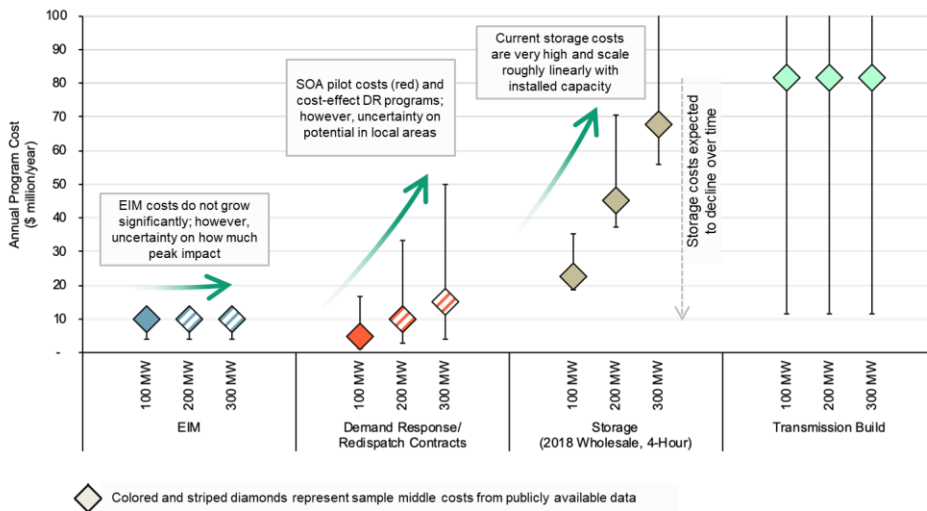 Annual Program Cost
($ million/year)
100
90
80
70
60
50
40
30
20
10
-
EIM costs do not grow
significantly; however,
uncertainty on how much
peak impact
SOA pilot costs (red) and
cost-effect DR programs;
however, uncertainty on
potential in local areas
Current storage costs
are very high and scale
roughly linearly with
installed capacity
Storage costs expected
to decline over time
100 MW
200 MW
300 MW
EIM
100 MW
200 MW
300 MW
Demand Response/
Redispatch Contracts
100 MW
200 MW
300 MW
Storage
(2018 Wholesale, 4-Hour)
100 MW
200 MW
300 MW
Transmission Build
Colored and striped diamonds represent sample middle costs from publicly available data